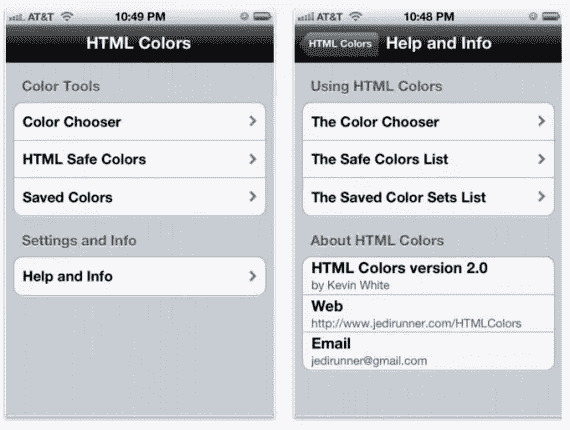 AT&T 10:49 PM
HTML Colors
Color Tools
Color Chooser
HTML Safe Colors
Saved Colors
Settings and Info
Help and Info
AT&T 10:48 PM
HTML Colors Help and Info
Using HTML Colors
The Color Chooser
The Safe Colors List
The Saved Color Sets List
About HTML Colors
HTML Colors version 2.0
by Kevin White
Web
http://www.jedirunner.com/HTMLColors
Email
jedirunner@gmail.com